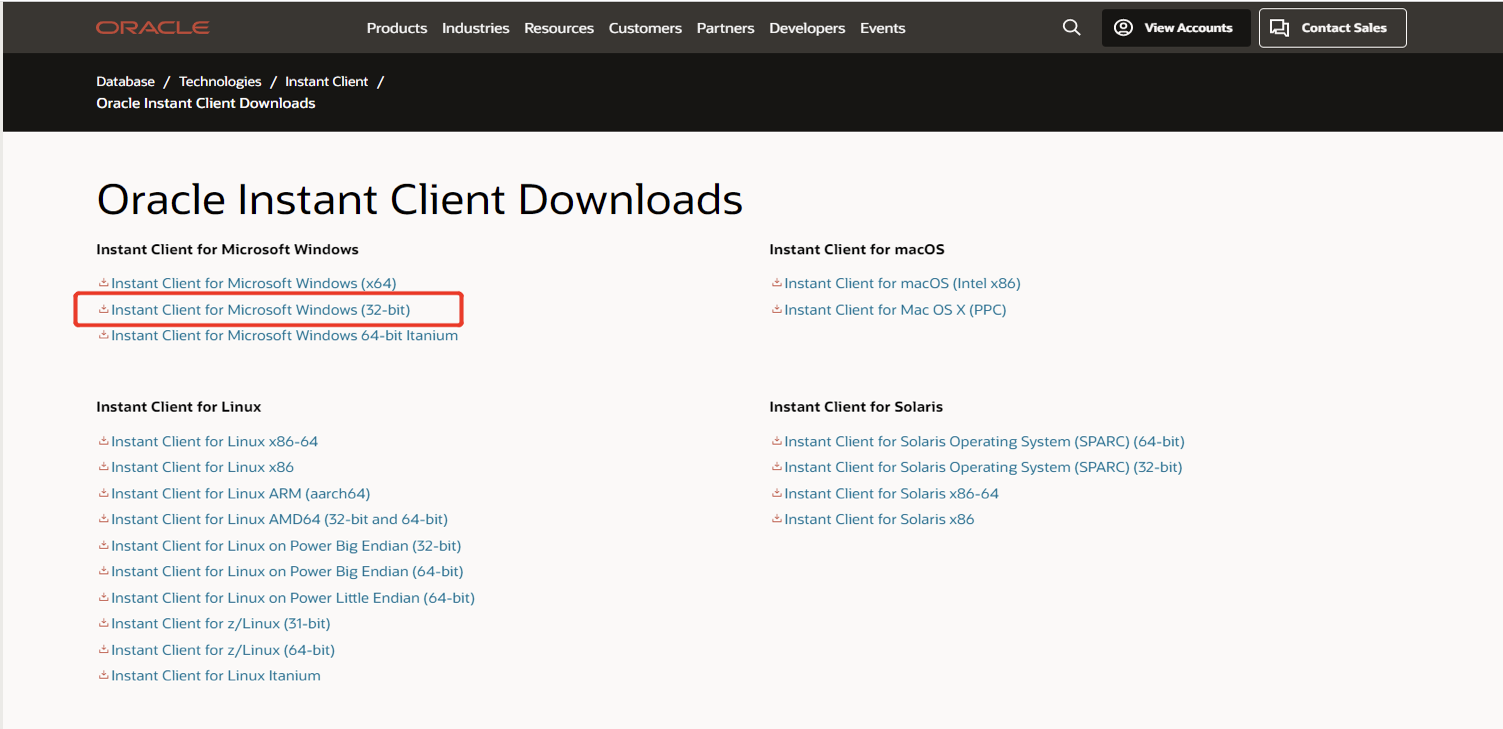 ORACLE
Products Industries Resources Customers Partners Developers Events
View Accounts
Contact Sales
Database / Technologies / Instant Client /
Oracle Instant Client Downloads
Oracle Instant Client Downloads
Instant Client for Microsoft Windows
Instant Client for Microsoft Windows (x64)
Instant Client for Microsoft Windows (32-bit)
Instant Client for Microsoft Windows 64-bit Itanium
Instant Client for macOS
Instant Client for macOS (Intel x86)
Instant Client for Mac OS X (PPC)
Instant Client for Linux
Instant Client for Linux x86-64
Instant Client for Linux x86
Instant Client for Linux ARM (aarch64)
Instant Client for Linux AMD64 (32-bit and 64-bit)
Instant Client for Linux on Power Big Endian (32-bit)
Instant Client for Linux on Power Big Endian (64-bit)
Instant Client for Linux on Power Little Endian (64-bit)
Instant Client for z/Linux (31-bit)
Instant Client for z/Linux (64-bit)
Instant Client for Linux Itanium
Instant Client for Solaris
Instant Client for Solaris Operating System (SPARC) (64-bit)
Instant Client for Solaris Operating System (SPARC) (32-bit)
Instant Client for Solaris x86-64
Instant Client for Solaris x86